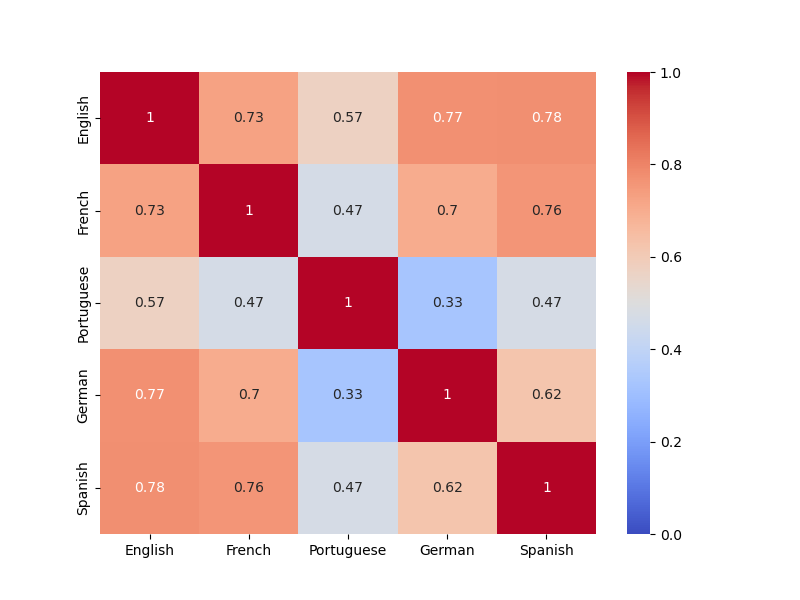 English 1 0.73 0.57 0.77 0.78
French 0.73 1 0.47 0.7 0.76
Portuguese 0.57 0.47 1 0.33 0.47
German 0.77 0.7 0.33 1 0.62
Spanish 0.78 0.76 0.47 0.62 1
English French Portuguese German Spanish
1.0
0.8
0.6
0.4
0.2
0.0